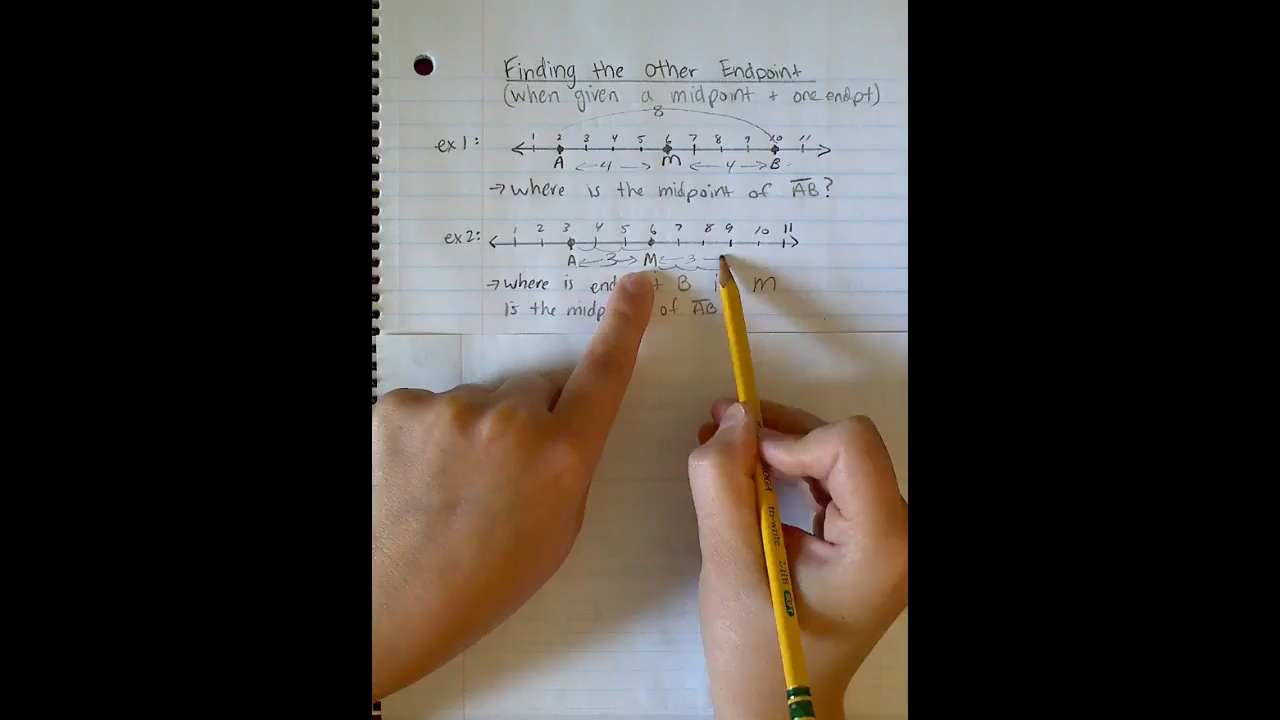 Finding the other Endpoint
(when given a midpoint + one endpt)
8
ex 1: 1 2 3 4 5 6 7 8 9 10 11
A 4 M 4 B
→ where is the midpoint of AB?
ex 2: 1 2 3 4 5 6 7 8 9 10 11
A 3 M 3
→ where is B m
is the of AB
tri-write